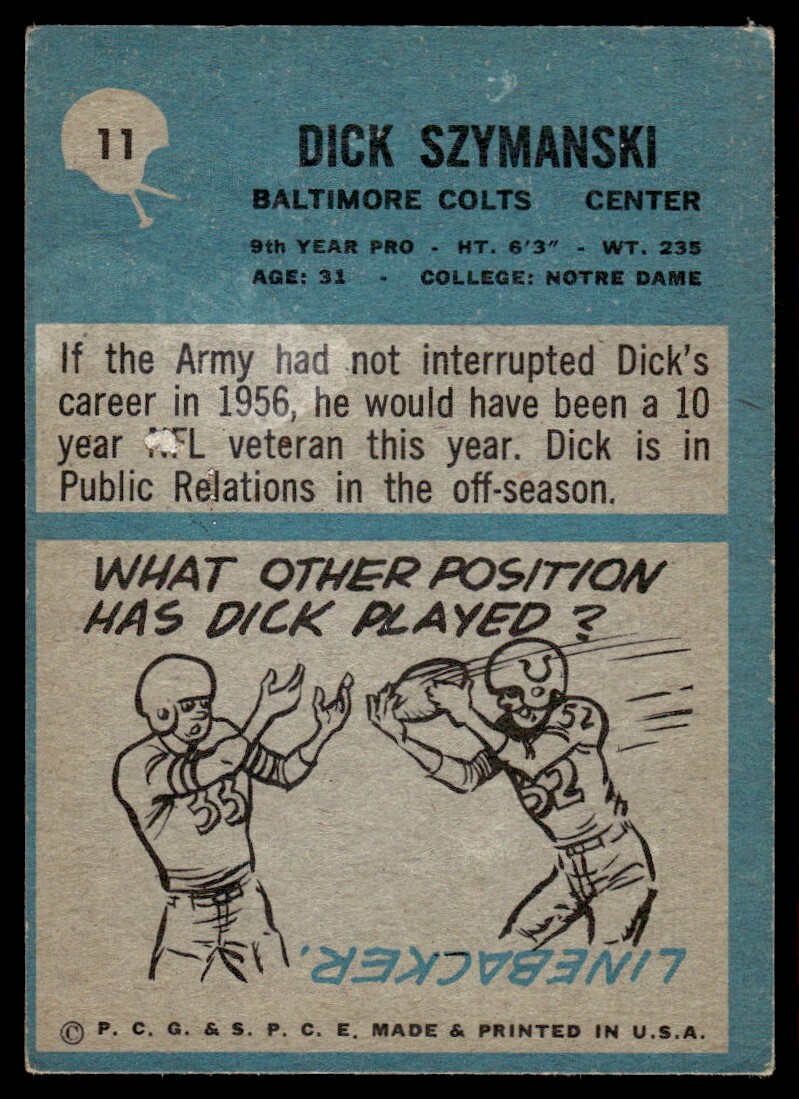 11
DICK SZYMANSKI
BALTIMORE COLTS CENTER
9th YEAR PRO - HT. 6'3" - WT. 235
AGE: 31 - COLLEGE: NOTRE DAME
If the Army had not interrupted Dick's
career in 1956, he would have been a 10
year NFL veteran this year. Dick is in
Public Relations in the off-season.
WHAT OTHER POSITION
HAS DICK PLAYED?
52
33
52
LINEBACKER.
© P. C. G. & S. P. C. E. MADE & PRINTED IN U.S.A.